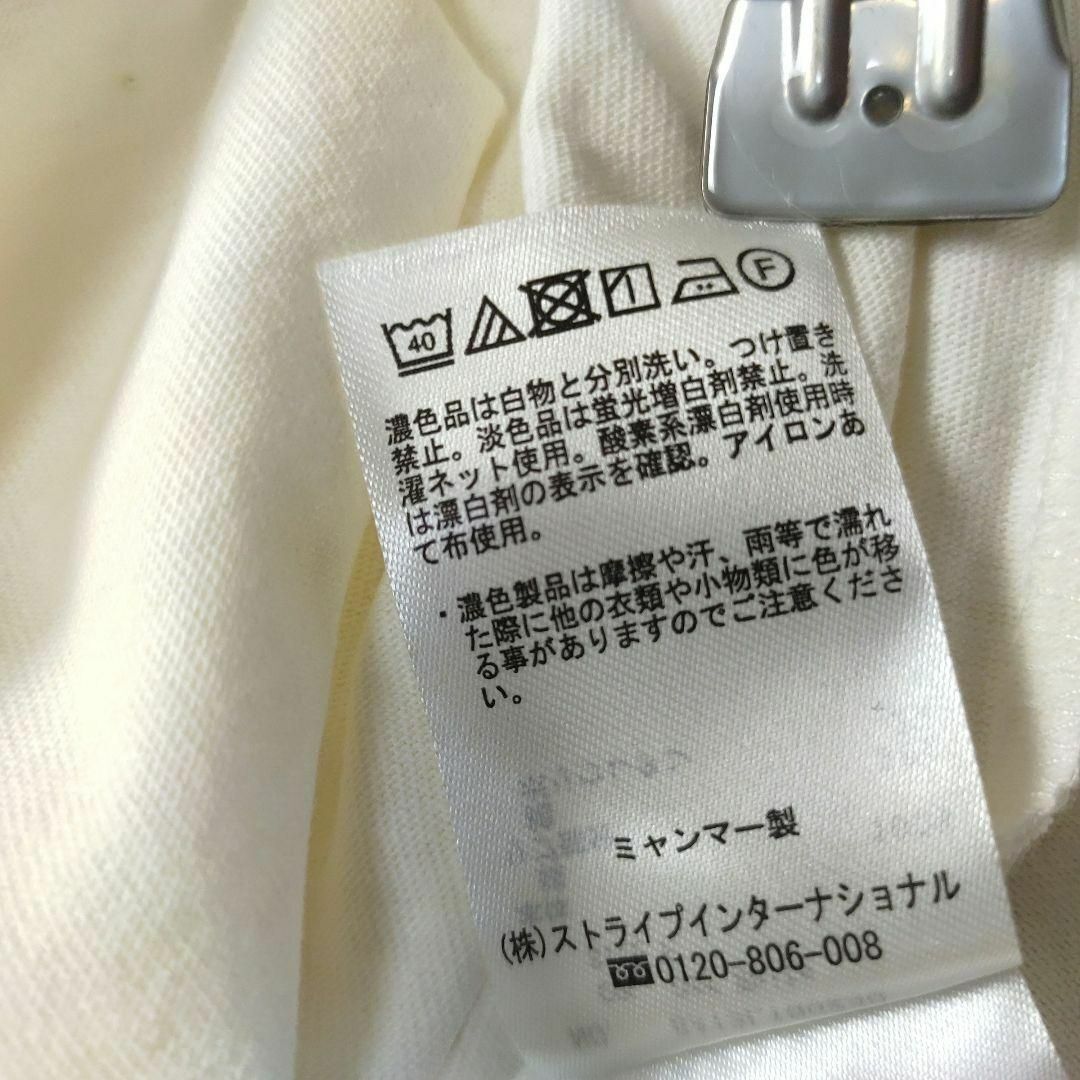 40 F
濃色品は白物と分別洗い。つけ置き
禁止。淡色品は蛍光増白剤禁止。洗
濯ネット使用。酸素系漂白剤使用時
は漂白剤の表示を確認。アイロンあ
て布使用。
・濃色製品は摩擦や汗、雨等で濡れ
た際に他の衣類や小物類に色が移
る事がありますのでご注意くださ
い。
ミャンマー製
(株)ストライプインターナショナル
0120-806-008